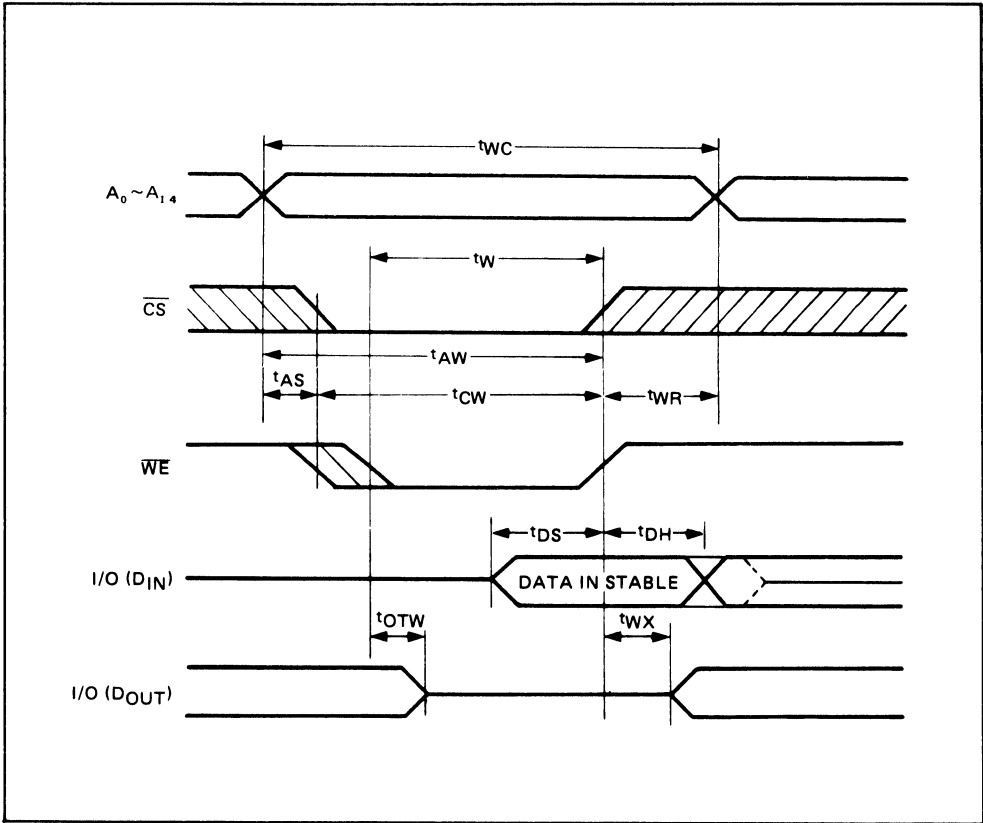 tWC
A0~A14
tW
CS
tAW
tAS
tCW
tWR
WE
tDS
tDH
I/O (DIN)
DATA IN STABLE
tOTW
tWX
I/O (DOUT)